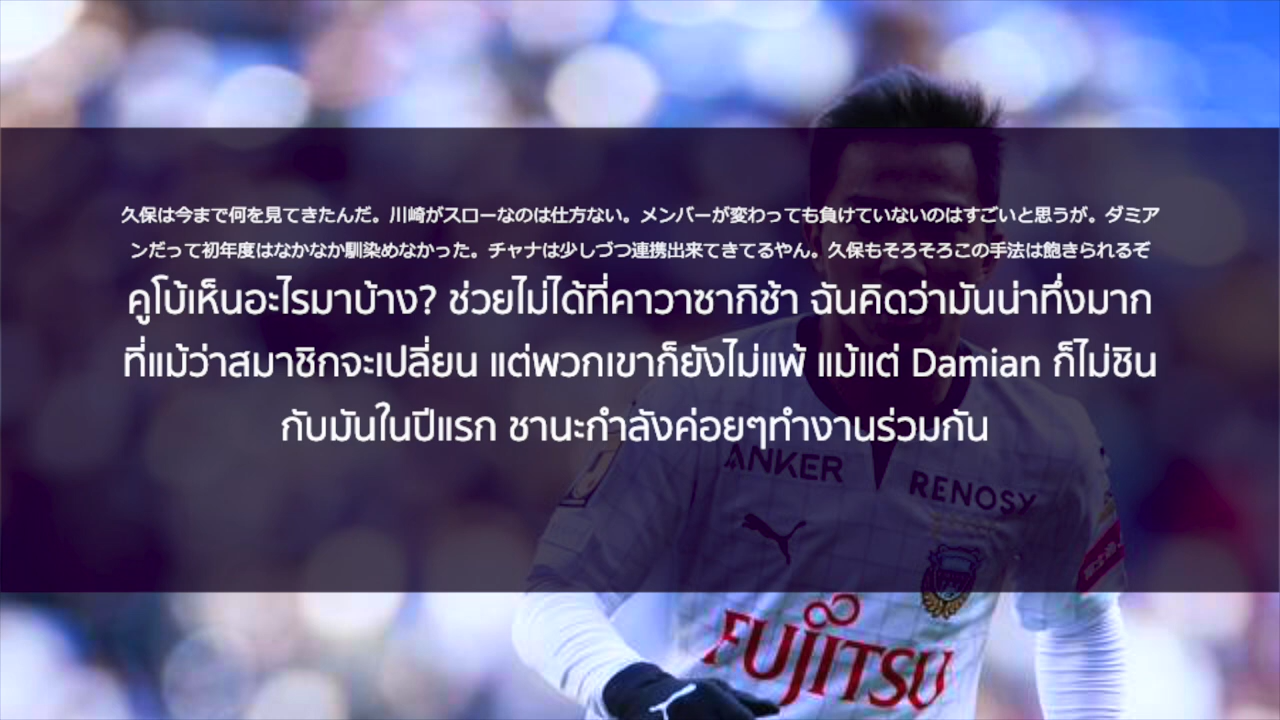 久保は今まで何を見てきたんだ。川崎がスローなのは仕方ない。メンバーが変わっても負けていないのはすごいと思うが。ダミア
ンだって初年度はなかなか馴染めなかった。チャナは少しづつ連携出来てきてるやん。久保もそろそろこの手法は飽きられるぞ
คูโบ้เห็นอะไรมาบ้าง? ช่วยไม่ได้ที่คาวาซากิช้า ฉันคิดว่ามันน่าทึ่งมาก
ที่แม้ว่าสมาชิกจะเปลี่ยน แต่พวกเขาก็ยังไม่แพ้ แม้แต่ Damian ก็ไม่ชิน
กับมันในปีแรก ชานะกำลังค่อยๆทำงานร่วมกัน
ANKER
RENOSY
FUJITSU